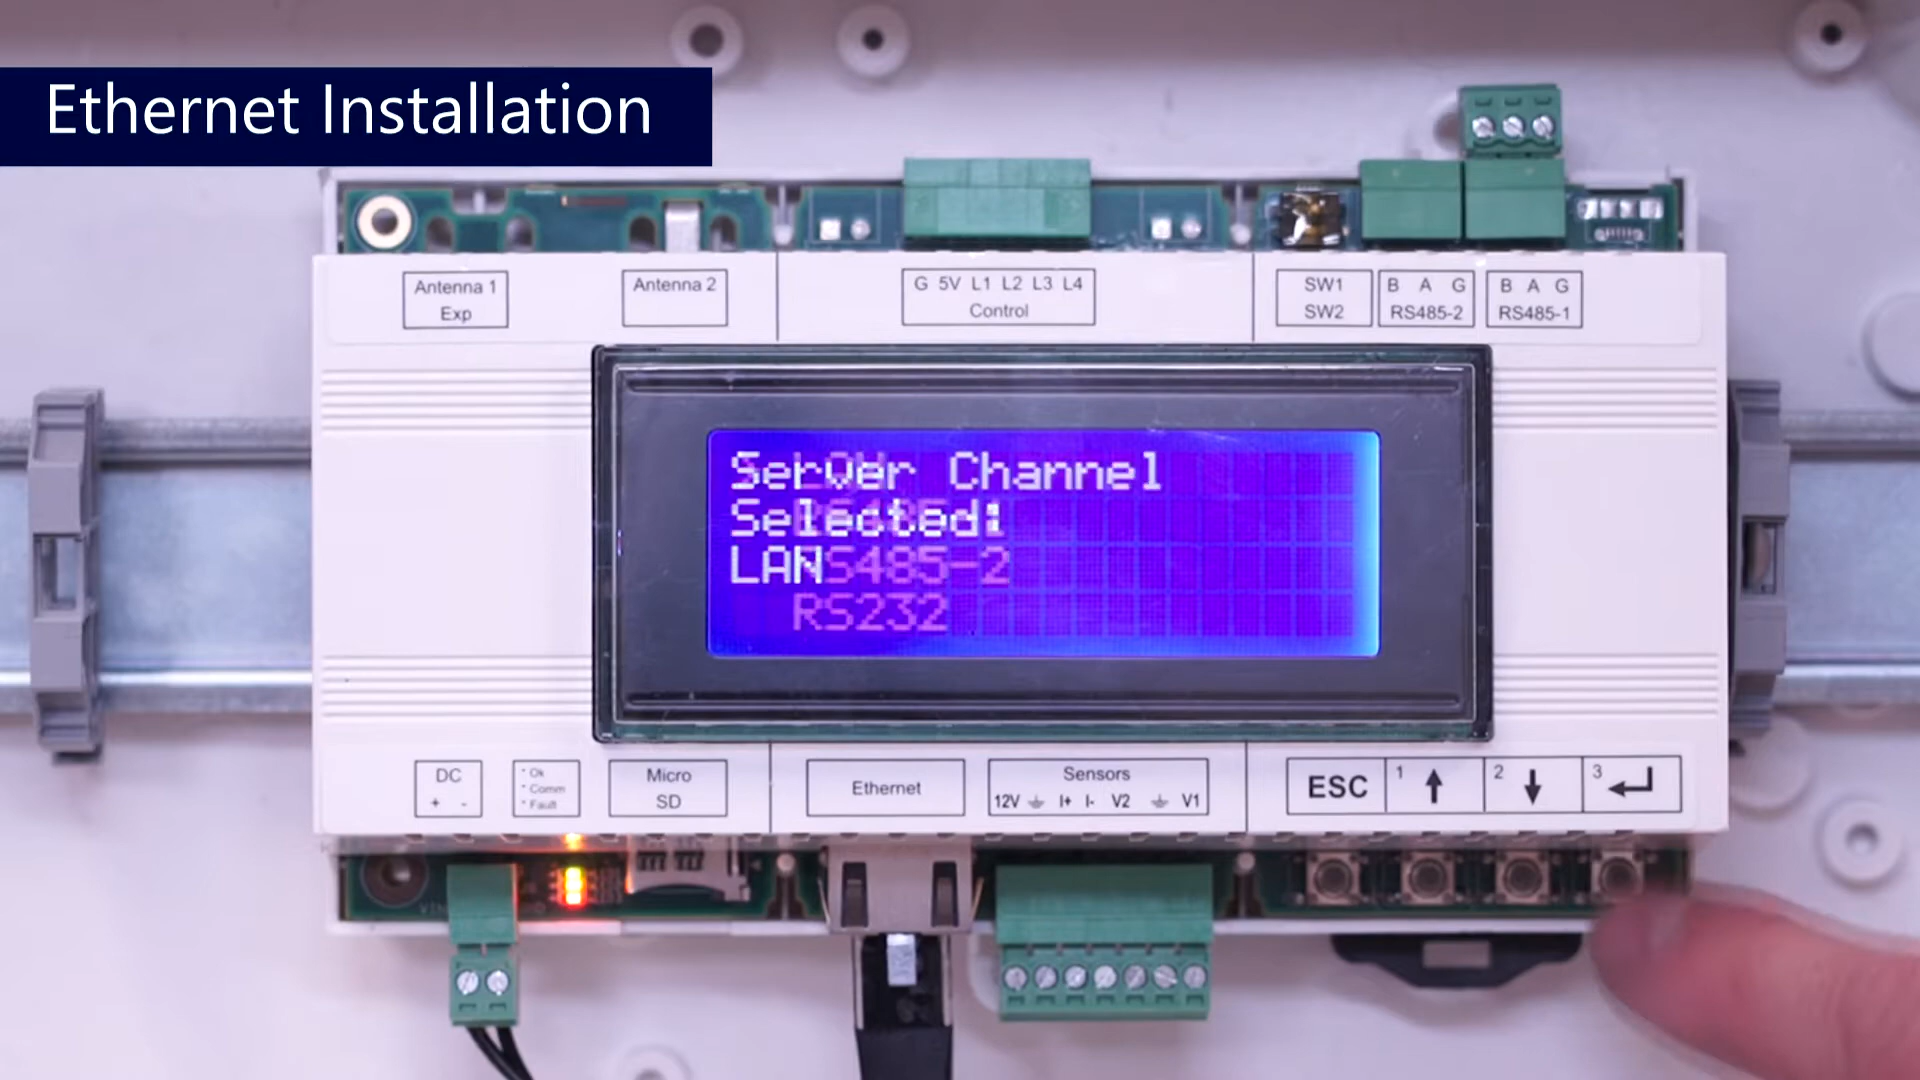 Ethernet Installation
Antenna 1
Exp
Antenna 2
G 5V L1 L2 L3 L4
Control
SW1
SW2
B A G
RS485-2
B A G
RS485-1
Server Channel
Selected:
LAN
S485-2
RS232
DC
+ -
Ok
Comm
Fault
Micro
SD
Ethernet
Sensors
12V I+ I- V2 V1
ESC
1
2
3